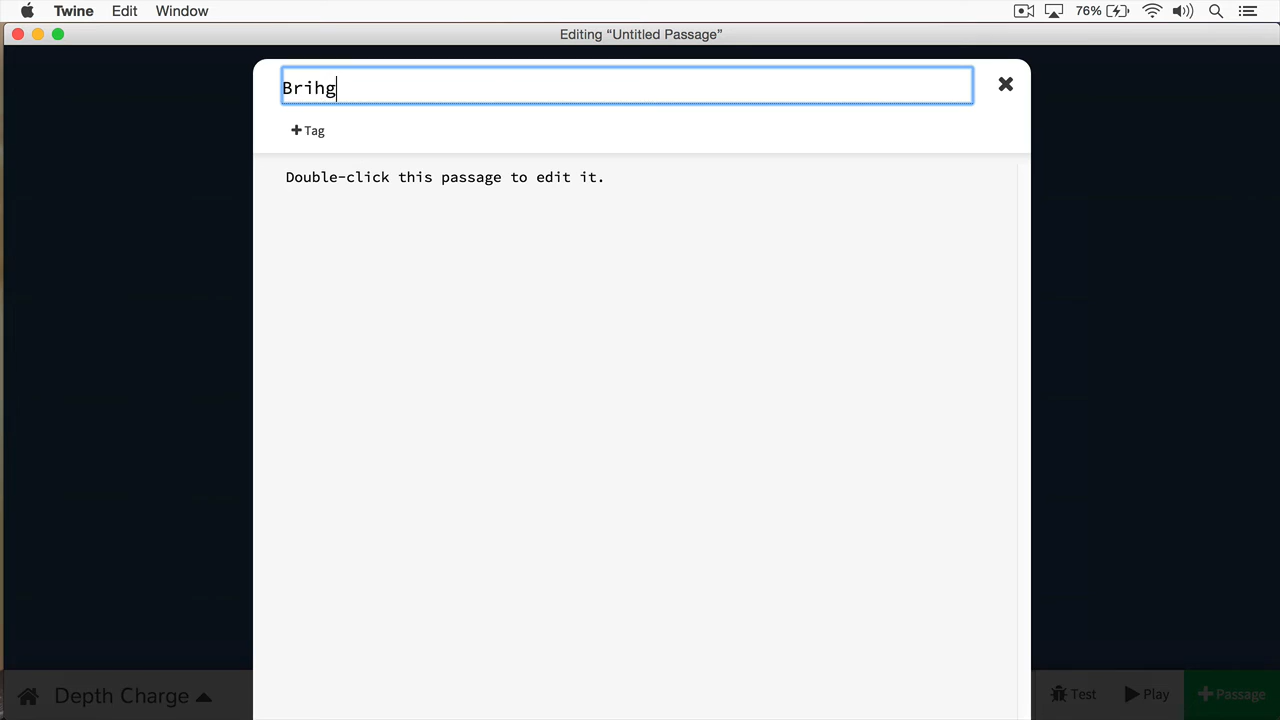 Twine Edit Window 76%
Editing “Untitled Passage”
Brihg
+Tag
Double-click this passage to edit it.
Depth Charge Test Play +Passage